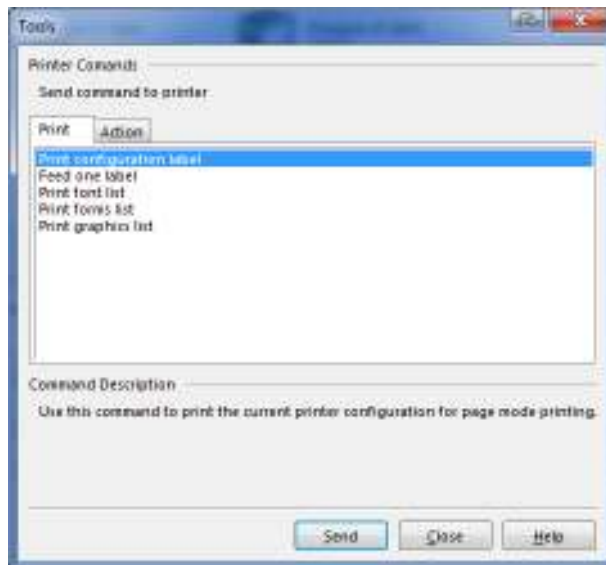 Tools
Printer Comands
Send command to printer
Print Action
Print configuration label
Feed one label
Print font list
Print forms list
Print graphics list
Command Description
Use this command to print the current printer configuration for page mode printing.
Send Close Help